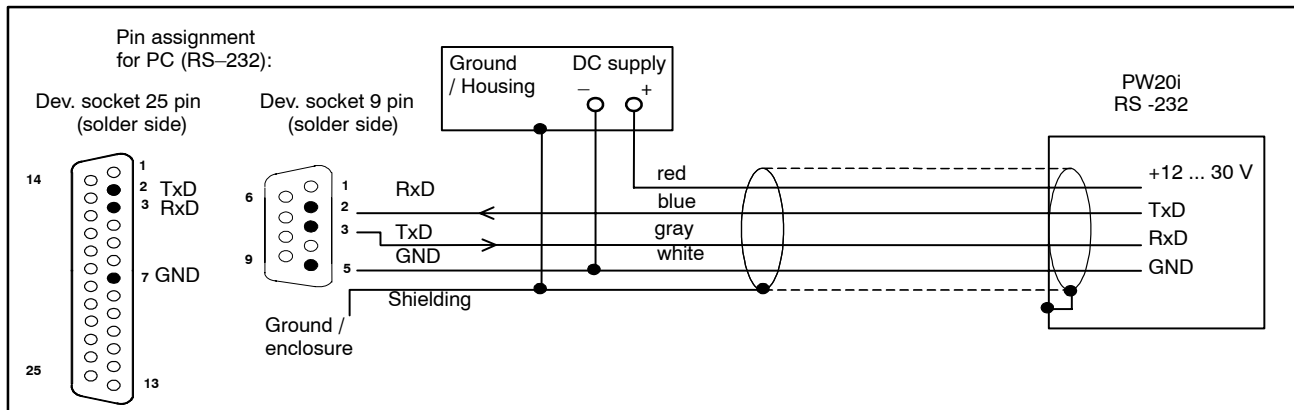 Pin assignment
for PC (RS–232):
Dev. socket 25 pin
(solder side)
14
1
2 TxD
3 RxD
7 GND
25
13
Dev. socket 9 pin
(solder side)
6
9
1
2
3
5
RxD
TxD
GND
Shielding
Ground /
enclosure
Ground
/ Housing
DC supply
– +
red
blue
gray
white
PW20i
RS -232
+12 ... 30 V
TxD
RxD
GND